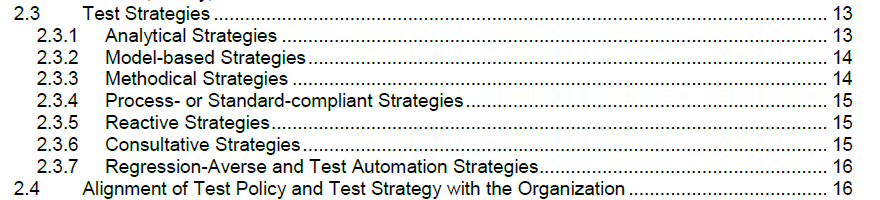 2.3 Test Strategies ........................................................................ 13
2.3.1 Analytical Strategies ........................................................................ 13
2.3.2 Model-based Strategies ........................................................................ 14
2.3.3 Methodical Strategies ........................................................................ 14
2.3.4 Process- or Standard-compliant Strategies ........................................................................ 15
2.3.5 Reactive Strategies ........................................................................ 15
2.3.6 Consultative Strategies ........................................................................ 15
2.3.7 Regression-Averse and Test Automation Strategies ........................................................................ 16
2.4 Alignment of Test Policy and Test Strategy with the Organization ........................................................................ 16